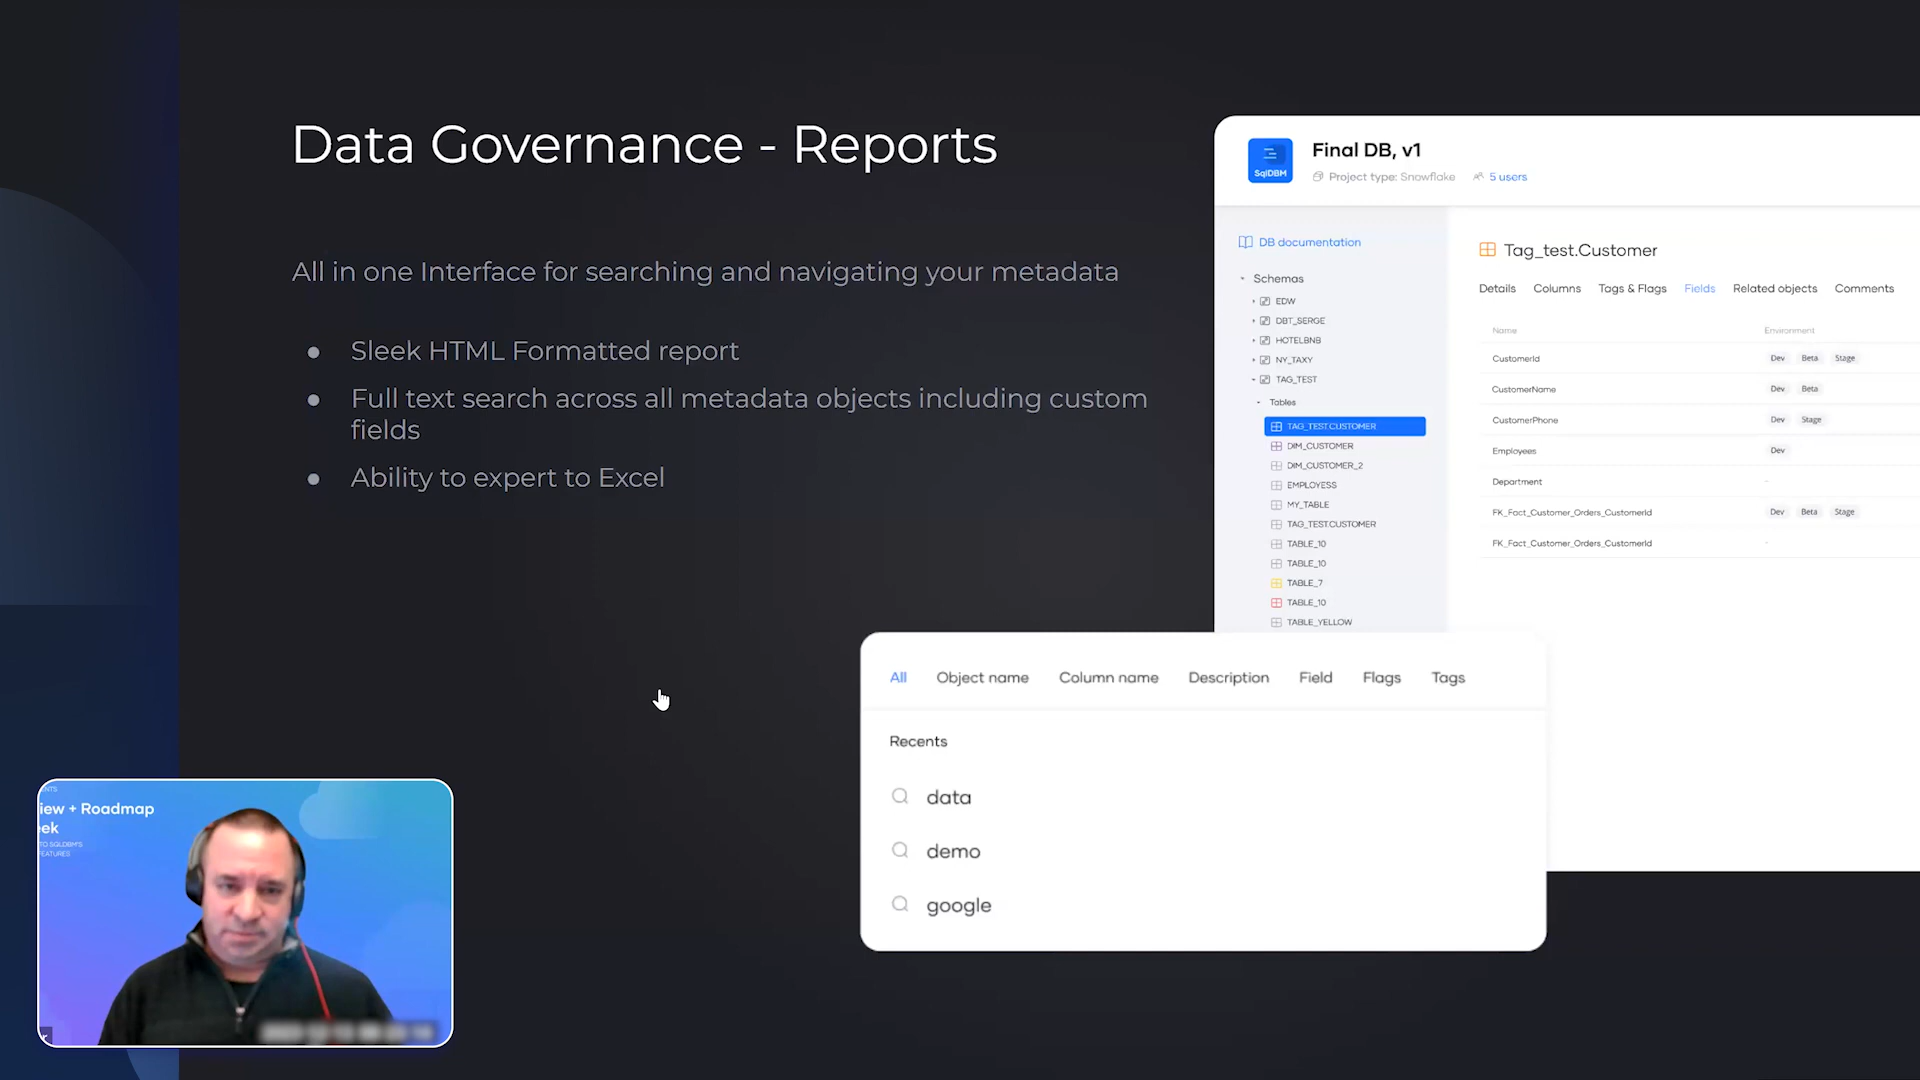 Data Governance - Reports
All in one Interface for searching and navigating your metadata
Sleek HTML Formatted report
Full text search across all metadata objects including custom
fields
Ability to expert to Excel
SqlDBM
Final DB, v1
Project type: Snowflake
5 users
DB documentation
Schemas
EDW
DBT_SERGE
HOTELBNB
NY_TAXY
TAG_TEST
Tables
TAG_TEST.CUSTOMER
DIM_CUSTOMER
DIM_CUSTOMER_2
EMPLOYESS
MY_TABLE
TAG_TEST.CUSTOMER
TABLE_10
TABLE_10
TABLE_7
TABLE_10
TABLE_YELLOW
Tag_test.Customer
Details Columns Tags & Flags Fields Related objects Comments
Name Environment
CustomerId Dev Beta Stage
CustomerName Dev Beta
CustomerPhone Dev Stage
Employees Dev
Department -
FK_Fact_Customer_Orders_CustomerId Dev Beta Stage
FK_Fact_Customer_Orders_CustomerId -
All Object name Column name Description Field Flags Tags
Recents
data
demo
google
ENTS
iew + Roadmap
ek
TO SQLDBM'S
FEATURES
r